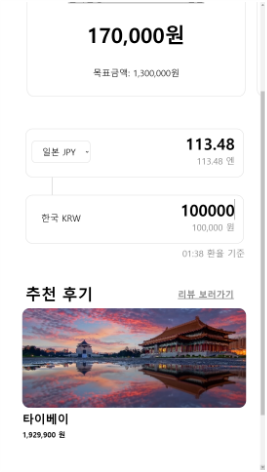 170,000원
목표금액: 1,300,000원
일본 JPY
113.48
113.48 엔
한국 KRW
100000
100,000 원
01:38 환율 기준
추천 후기
리뷰 보러가기
타이베이
1,929,900 원